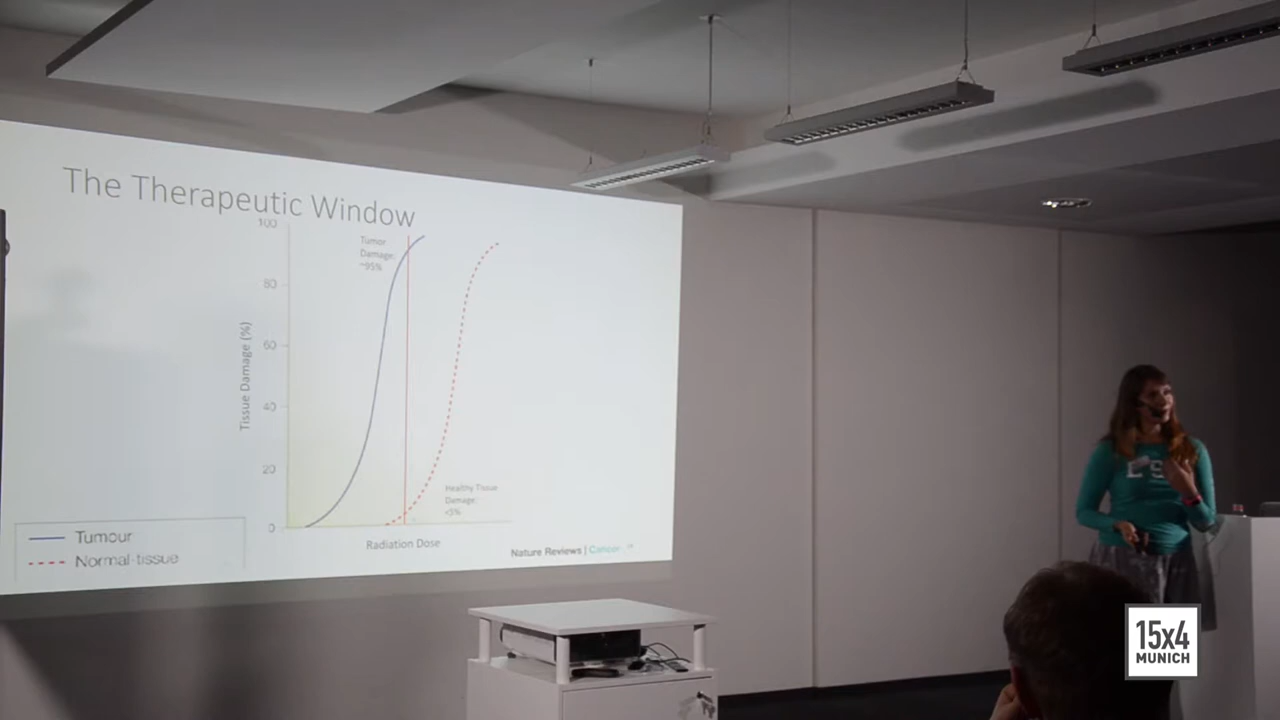 The Therapeutic Window
100
Tumor
Damage:
~95%
80
60
40
20
0
Tissue Damage (%)
Healthy Tissue
Damage:
<5%
Radiation Dose
Tumour
Normal-tissue
Nature Reviews | Cancer
15x4
MUNICH